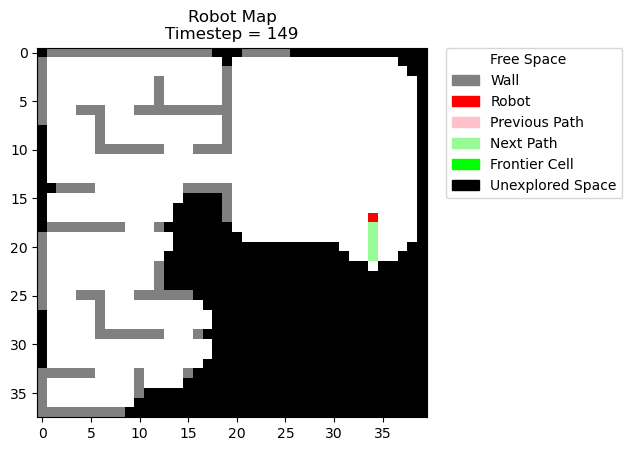 Robot Map
Timestep = 149
0
5
10
15
20
25
30
35
0
5
10
15
20
25
30
35
Free Space
Wall
Robot
Previous Path
Next Path
Frontier Cell
Unexplored Space